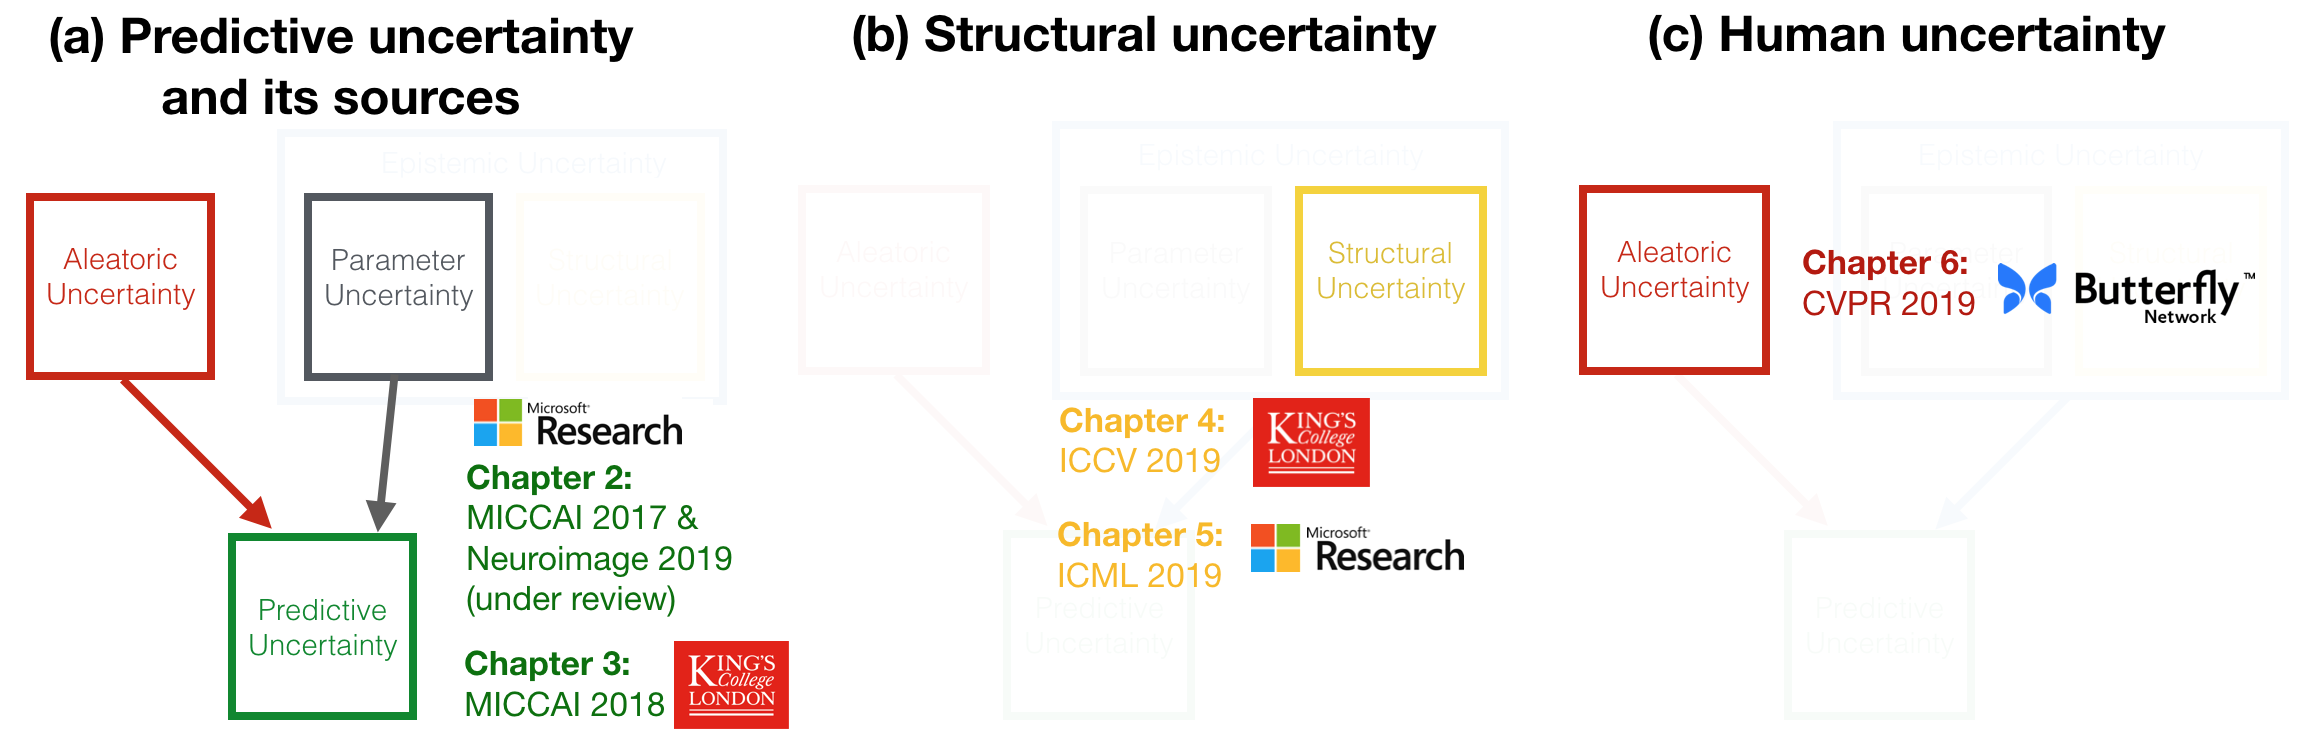 (a) Predictive uncertainty
and its sources
Epistemic Uncertainty
Aleatoric
Uncertainty
Parameter
Uncertainty
Structural
Uncertainty
Microsoft
Research
Chapter 2:
MICCAI 2017 &
Neuroimage 2019
(under review)
Predictive
Uncertainty
Chapter 3:
MICCAI 2018
KING'S
College
LONDON
(b) Structural uncertainty
Epistemic Uncertainty
Aleatoric
Uncertainty
Parameter
Uncertainty
Structural
Uncertainty
Chapter 4:
ICCV 2019
KING'S
College
LONDON
Chapter 5:
ICML 2019
Microsoft
Research
Predictive
Uncertainty
(c) Human uncertainty
Epistemic Uncertainty
Aleatoric
Uncertainty
Chapter 6:
CVPR 2019
Butterfly™
Network
Predictive
Uncertainty